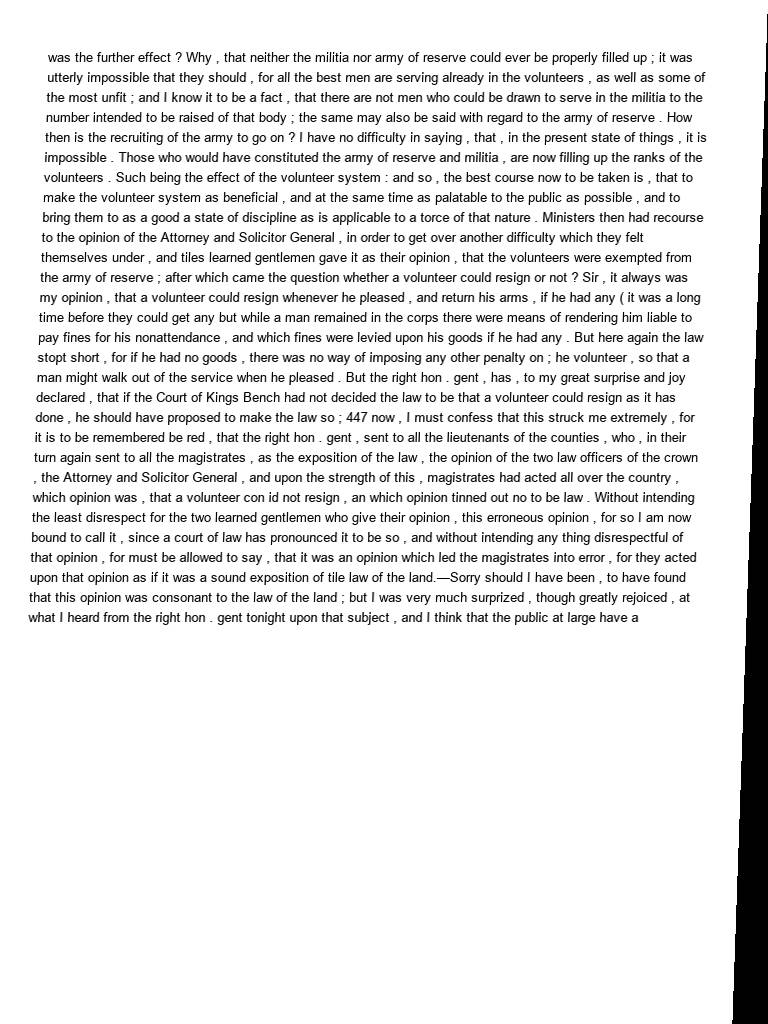 was the further effect ? Why , that neither the militia nor army of reserve could ever be properly filled up ; it was
utterly impossible that they should , for all the best men are serving already in the volunteers , as well as some of
the most unfit ; and I know it to be a fact , that there are not men who could be drawn to serve in the militia to the
number intended to be raised of that body ; the same may also be said with regard to the army of reserve . How
then is the recruiting of the army to go on ? I have no difficulty in saying , that , in the present state of things , it is
impossible . Those who would have constituted the army of reserve and militia , are now filling up the ranks of the
volunteers . Such being the effect of the volunteer system : and so , the best course now to be taken is , that to
make the volunteer system as beneficial , and at the same time as palatable to the public as possible , and to
bring them to as a good a state of discipline as is applicable to a torce of that nature . Ministers then had recourse
to the opinion of the Attorney and Solicitor General , in order to get over another difficulty which they felt
themselves under , and tiles learned gentlemen gave it as their opinion , that the volunteers were exempted from
the army of reserve ; after which came the question whether a volunteer could resign or not ? Sir , it always was
my opinion , that a volunteer could resign whenever he pleased , and return his arms , if he had any ( it was a long
time before they could get any but while a man remained in the corps there were means of rendering him liable to
pay fines for his nonattendance , and which fines were levied upon his goods if he had any . But here again the law
stopt short , for if he had no goods , there was no way of imposing any other penalty on ; he volunteer , so that a
man might walk out of the service when he pleased . But the right hon . gent , has , to my great surprise and joy
declared , that if the Court of Kings Bench had not decided the law to be that a volunteer could resign as it has
done , he should have proposed to make the law so ; 447 now , I must confess that this struck me extremely , for
it is to be remembered be red , that the right hon . gent , sent to all the lieutenants of the counties , who , in their
turn again sent to all the magistrates , as the exposition of the law , the opinion of the two law officers of the crown
, the Attorney and Solicitor General , and upon the strength of this , magistrates had acted all over the country ,
which opinion was , that a volunteer con id not resign , an which opinion tinned out no to be law . Without intending
the least disrespect for the two learned gentlemen who give their opinion , this erroneous opinion , for so I am now
bound to call it , since a court of law has pronounced it to be so , and without intending any thing disrespectful of
that opinion , for must be allowed to say , that it was an opinion which led the magistrates into error , for they acted
upon that opinion as if it was a sound exposition of tile law of the land.—Sorry should I have been , to have found
that this opinion was consonant to the law of the land ; but I was very much surprized , though greatly rejoiced , at
what I heard from the right hon . gent tonight upon that subject , and I think that the public at large have a